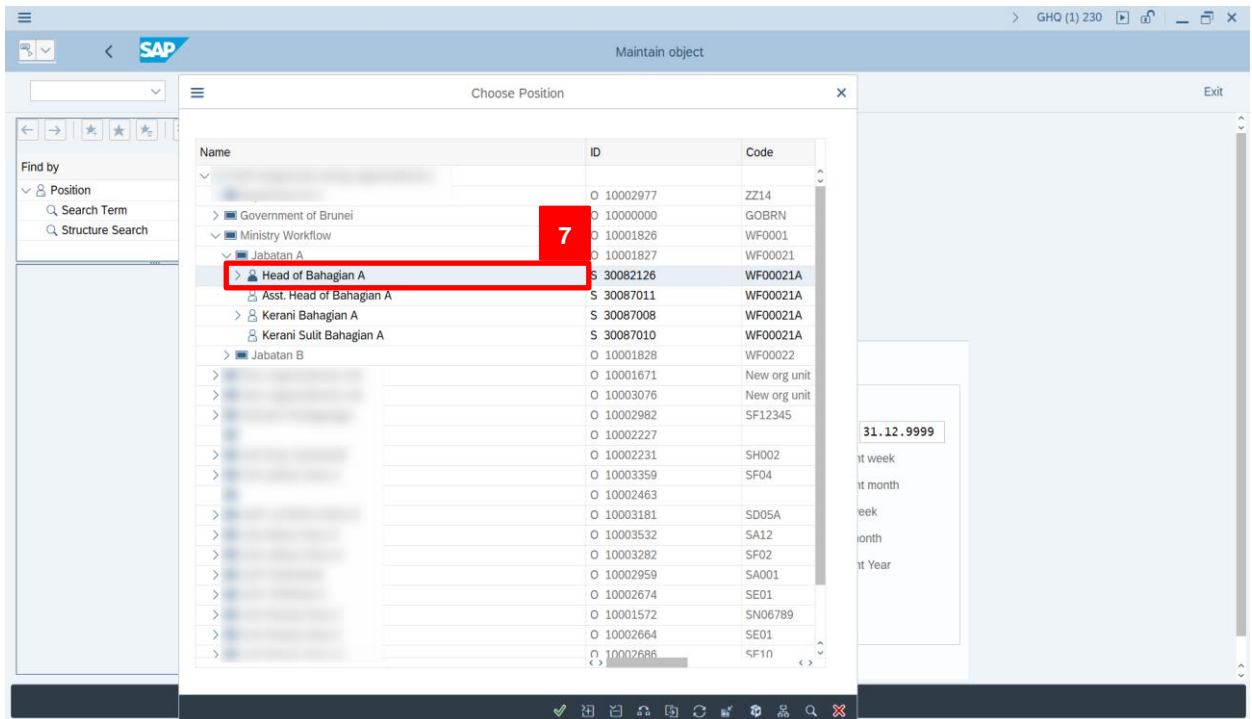 GHQ (1) 230
SAP
Maintain object
Choose Position
Exit
Name ID Code
Find by
Position
Search Term
Structure Search
O 10002977 ZZ14
Government of Brunei O 10000000 GOBRN
Ministry Workflow O 10001826 WF0001
7
Jabatan A O 10001827 WF00021
Head of Bahagian A S 30082126 WF00021A
Asst. Head of Bahagian A S 30087011 WF00021A
Kerani Bahagian A S 30087008 WF00021A
Kerani Sulit Bahagian A S 30087010 WF00021A
Jabatan B O 10001828 WF00022
O 10001671 New org unit
O 10003076 New org unit
O 10002982 SF12345
O 10002227
31.12.9999
O 10002231 SH002
nt week
O 10003359 SF04
nt month
O 10002463
O 10003181 SD05A
eek
O 10003532 SA12
onth
O 10003282 SF02
nt Year
O 10002959 SA001
O 10002674 SE01
O 10001572 SN06789
O 10002664 SE01
O 10002686 SF10